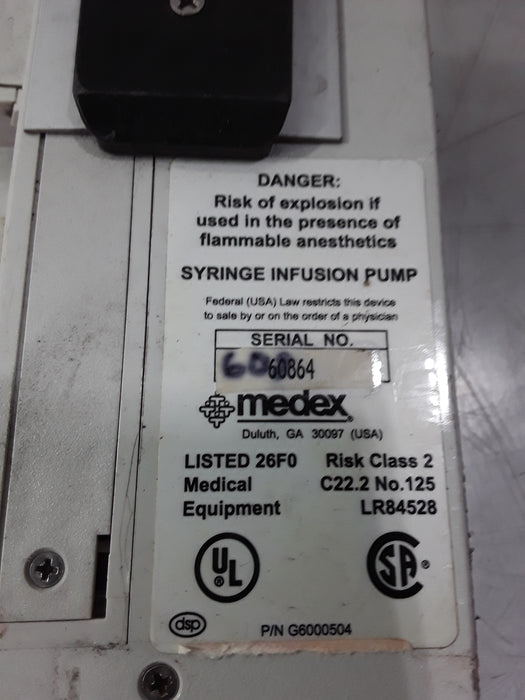 DANGER:
Risk of explosion if
used in the presence of
flammable anesthetics
SYRINGE INFUSION PUMP
Federal (USA) Law restricts this device
to sale by or on the order of a physician
SERIAL NO.
60864
medex®
Duluth, GA 30097 (USA)
LISTED 26F0 Risk Class 2
Medical C22.2 No.125
Equipment LR84528
UL® SA®
dsp P/N G6000504